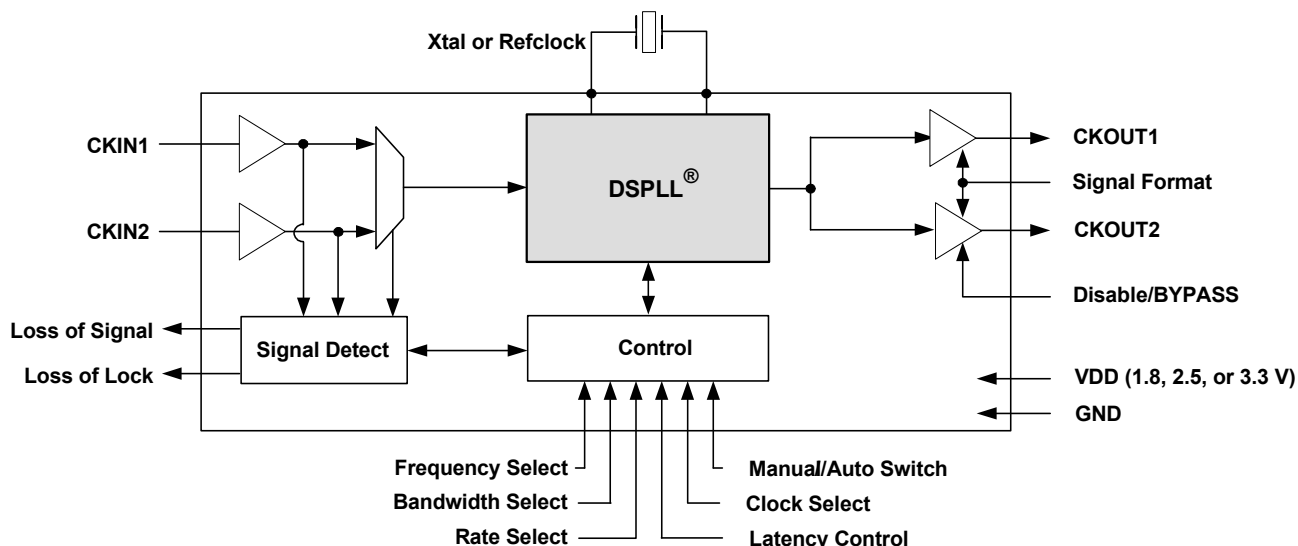 Xtal or Refclock
CKIN1
CKIN2
DSPLL®
CKOUT1
Signal Format
CKOUT2
Disable/BYPASS
Loss of Signal
Loss of Lock
Signal Detect
Control
VDD (1.8, 2.5, or 3.3 V)
GND
Frequency Select
Bandwidth Select
Rate Select
Manual/Auto Switch
Clock Select
Latency Control